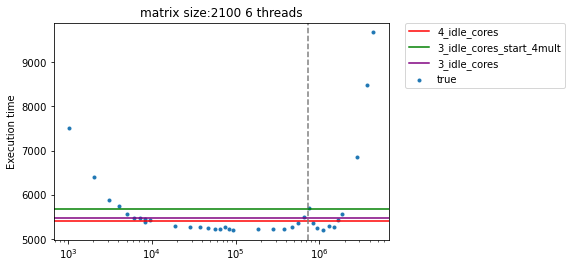 matrix size:2100 6 threads
Execution time
9000
8000
7000
6000
5000
10³
10⁴
10⁵
10⁶
4_idle_cores
3_idle_cores_start_4mult
3_idle_cores
true